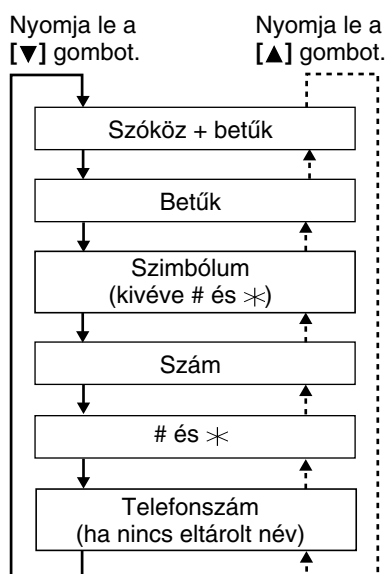 Nyomja le a
[▼] gombot.
Nyomja le a
[▲] gombot.
Szóköz + betűk
Betűk
Szimbólum
(kivéve # és ✳)
Szám
# és ✳
Telefonszám
(ha nincs eltárolt név)